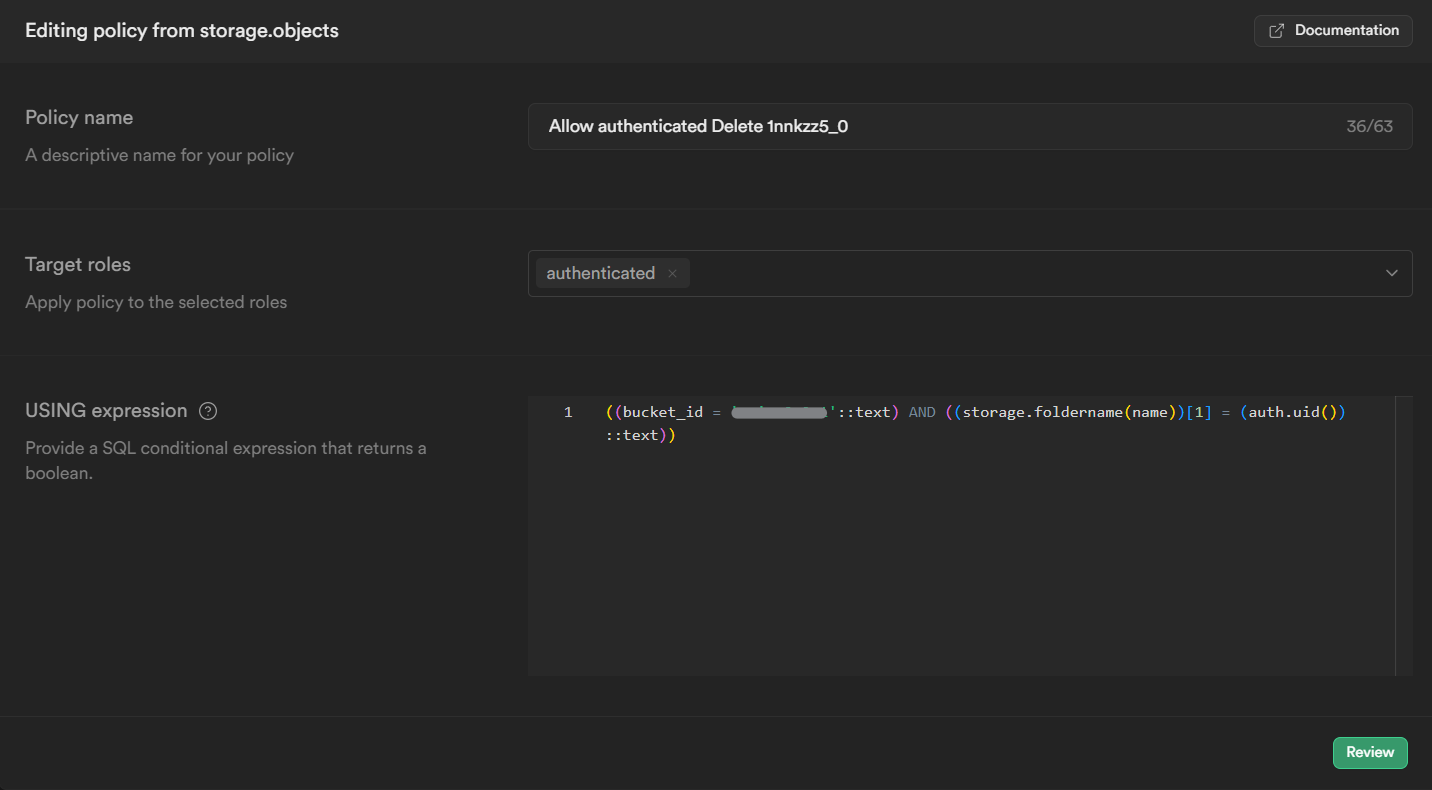 Editing policy from storage.objects
Documentation
Policy name
A descriptive name for your policy
Allow authenticated Delete 1nnkzz5_0
36/63
Target roles
Apply policy to the selected roles
authenticated
USING expression
Provide a SQL conditional expression that returns a
boolean.
1
((bucket_id = '::text) AND ((storage.foldername(name))[1] = (auth.uid())
::text))
Review